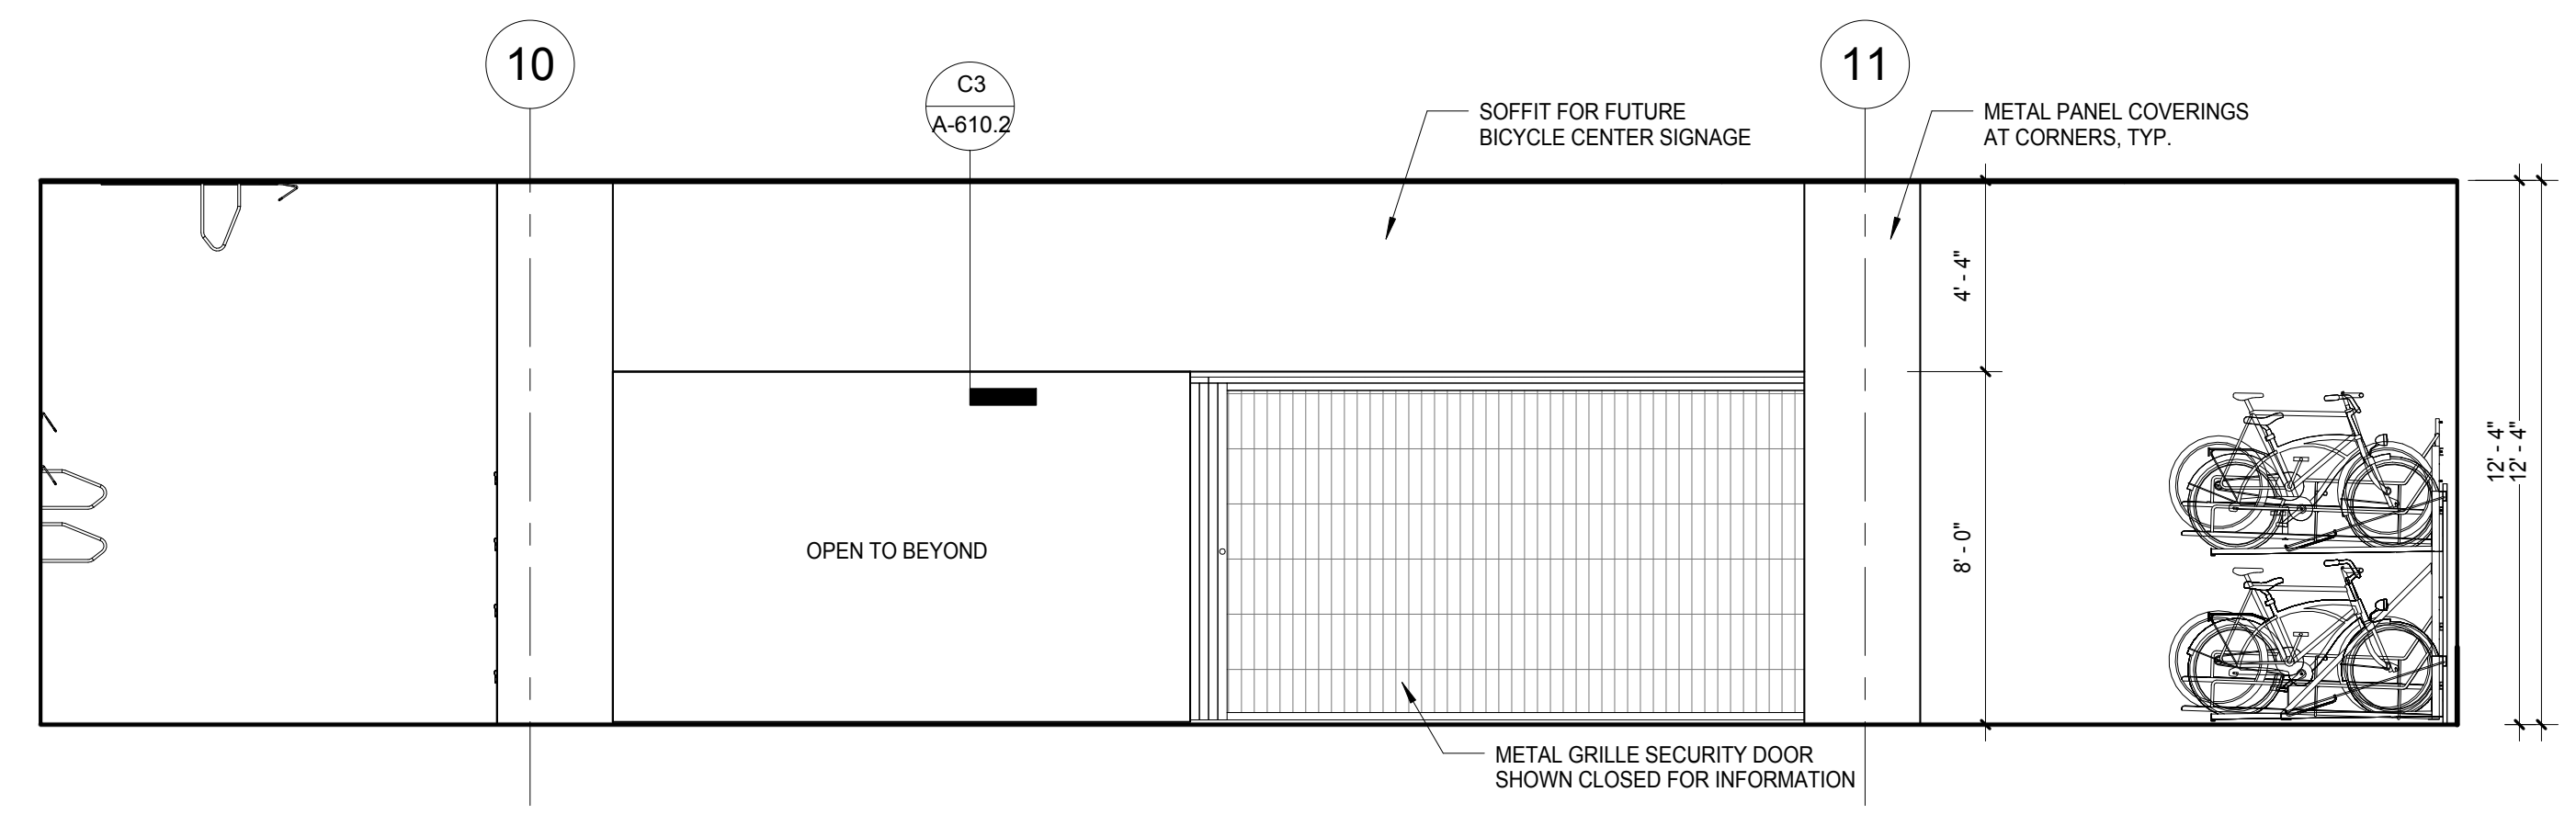 10
11
C3
A-610.2
SOFFIT FOR FUTURE
BICYCLE CENTER SIGNAGE
METAL PANEL COVERINGS
AT CORNERS, TYP.
4' - 4"
12' - 4"
12' - 4"
8' - 0"
OPEN TO BEYOND
METAL GRILLE SECURITY DOOR
SHOWN CLOSED FOR INFORMATION